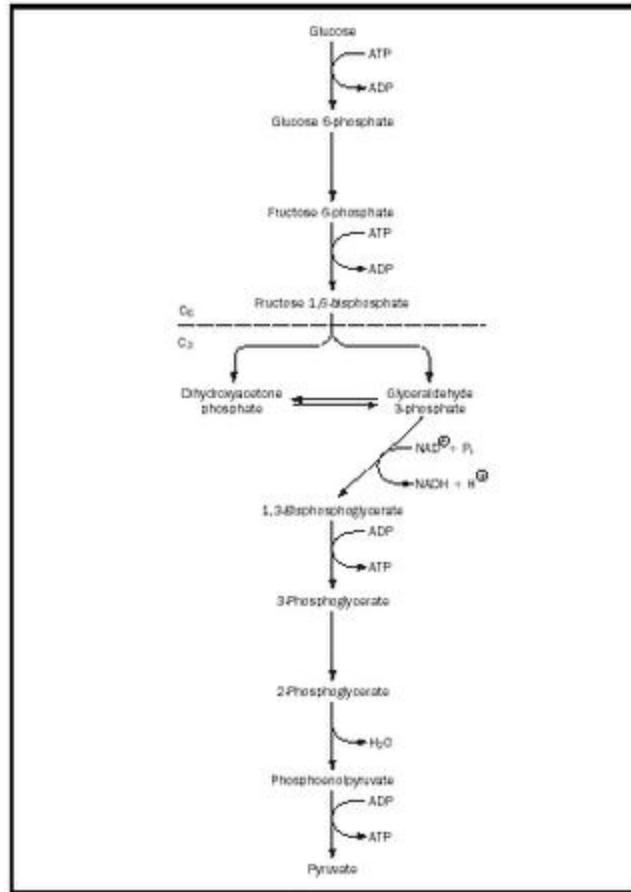 Glucose
ATP
ADP
Glucose 6-phosphate
Fructose 6-phosphate
ATP
ADP
Fructose 1,6-bisphosphate
C₆
C₃
Dihydroxyacetone
phosphate
Glyceraldehyde
3-phosphate
NAD⊕ + Pᵢ
NADH + H⊕
1,3-Bisphosphoglycerate
ADP
ATP
3-Phosphoglycerate
2-Phosphoglycerate
H₂O
Phosphoenolpyruvate
ADP
ATP
Pyruvate